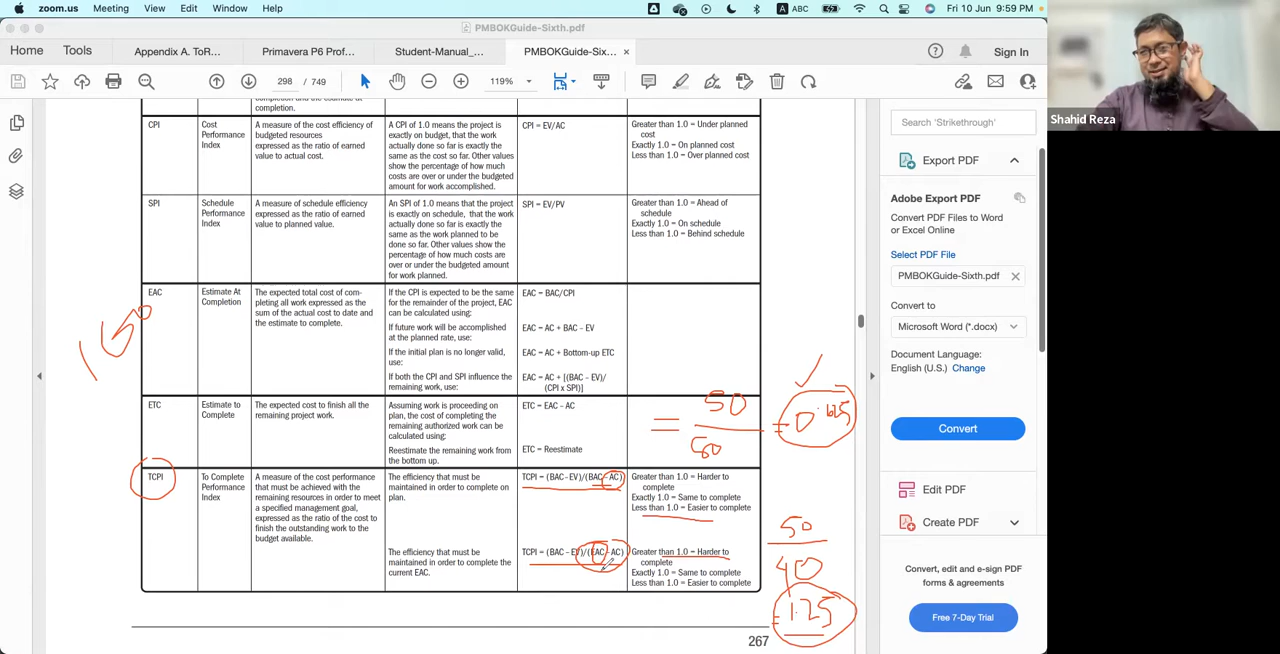 zoom.us Meeting View Edit Window Help ABC Fri 10 Jun 9:59 PM
PMBOKGuide-Sixth.pdf
Home Tools Appendix A. ToR... Primavera P6 Prof... Student-Manual_... PMBOKGuide-Six... × Sign In
298 / 749 119%
Shahid Reza
completion and the estimate at
completion.
CPI
Cost
Performance
Index
A measure of the cost efficiency of
budgeted resources
expressed as the ratio of earned
value to actual cost.
A CPI of 1.0 means the project is
exactly on budget, that the work
actually done so far is exactly the
same as the cost so far. Other values
show the percentage of how much
costs are over or under the budgeted
amount for work accomplished.
CPI = EV/AC
Greater than 1.0 = Under planned
cost
Exactly 1.0 = On planned cost
Less than 1.0 = Over planned cost
SPI
Schedule
Performance
Index
A measure of schedule efficiency
expressed as the ratio of earned
value to planned value.
An SPI of 1.0 means that the project
is exactly on schedule, that the work
actually done so far is exactly the
same as the work planned to be
done so far. Other values show the
percentage of how much costs are
over or under the budgeted amount
for work planned.
SPI = EV/PV
Greater than 1.0 = Ahead of
schedule
Exactly 1.0 = On schedule
Less than 1.0 = Behind schedule
EAC
Estimate At
Completion
The expected total cost of com-
pleting all work expressed as the
sum of the actual cost to date and
the estimate to complete.
If the CPI is expected to be the same
for the remainder of the project, EAC
can be calculated using:
If future work will be accomplished
at the planned rate, use:
If the initial plan is no longer valid,
use:
If both the CPI and SPI influence the
remaining work, use:
EAC = BAC/CPI
EAC = AC + BAC – EV
EAC = AC + Bottom-up ETC
EAC = AC + [(BAC – EV)/
(CPI x SPI)]
ETC
Estimate to
Complete
The expected cost to finish all the
remaining project work.
Assuming work is proceeding on
plan, the cost of completing the
remaining authorized work can be
calculated using:
Reestimate the remaining work from
the bottom up.
ETC = EAC – AC
ETC = Reestimate
= 50
= 0.625
TCPI
To Complete
Performance
Index
A measure of the cost performance
that must be achieved with the
remaining resources in order to meet
a specified management goal,
expressed as the ratio of the cost to
finish the outstanding work to the
budget available.
The efficiency that must be
maintained in order to complete on
plan.
The efficiency that must be
maintained in order to complete the
current EAC.
TCPI = (BAC – EV)/(BAC – AC)
TCPI = (BAC – EV)/(EAC – AC)
Greater than 1.0 = Harder to
complete
Exactly 1.0 = Same to complete
Less than 1.0 = Easier to complete
Greater than 1.0 = Harder to
complete
Exactly 1.0 = Same to complete
Less than 1.0 = Easier to complete
50
40
= 1.25
267
Search 'Strikethrough'
Export PDF
Adobe Export PDF
Convert PDF Files to Word
or Excel Online
Select PDF File
PMBOKGuide-Sixth.pdf ×
Convert to
Microsoft Word (*.docx)
Document Language:
English (U.S.) Change
Convert
Edit PDF
Create PDF
Convert, edit and e-sign PDF
forms & agreements
Free 7-Day Trial